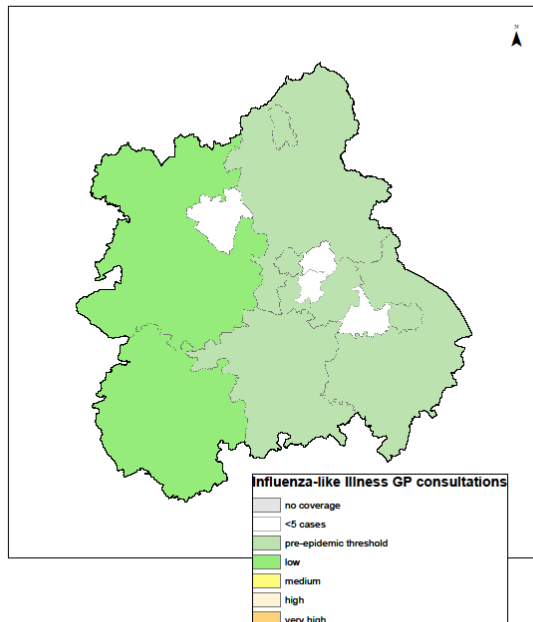 N
Influenza-like Illness GP consultations
no coverage
<5 cases
pre-epidemic threshold
low
medium
high
very high